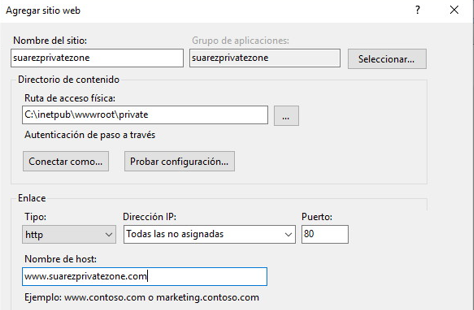 Agregar sitio web
Nombre del sitio: Grupo de aplicaciones:
suarezprivatezone suarezprivatezone Seleccionar...
Directorio de contenido
Ruta de acceso física:
C:\inetpub\wwwroot\private ...
Autenticación de paso a través
Conectar como... Probar configuración...
Enlace
Tipo: Dirección IP: Puerto:
http Todas las no asignadas 80
Nombre de host:
www.suarezprivatezone.com
Ejemplo: www.contoso.com o marketing.contoso.com